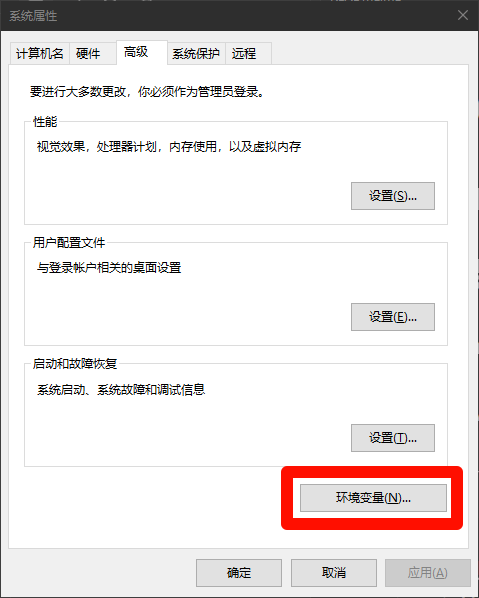 系统属性
计算机名 硬件 高级 系统保护 远程
要进行大多数更改，你必须作为管理员登录。
性能
视觉效果，处理器计划，内存使用，以及虚拟内存
设置(S)...
用户配置文件
与登录帐户相关的桌面设置
设置(E)...
启动和故障恢复
系统启动、系统故障和调试信息
设置(T)...
环境变量(N)...
确定 取消 应用(A)